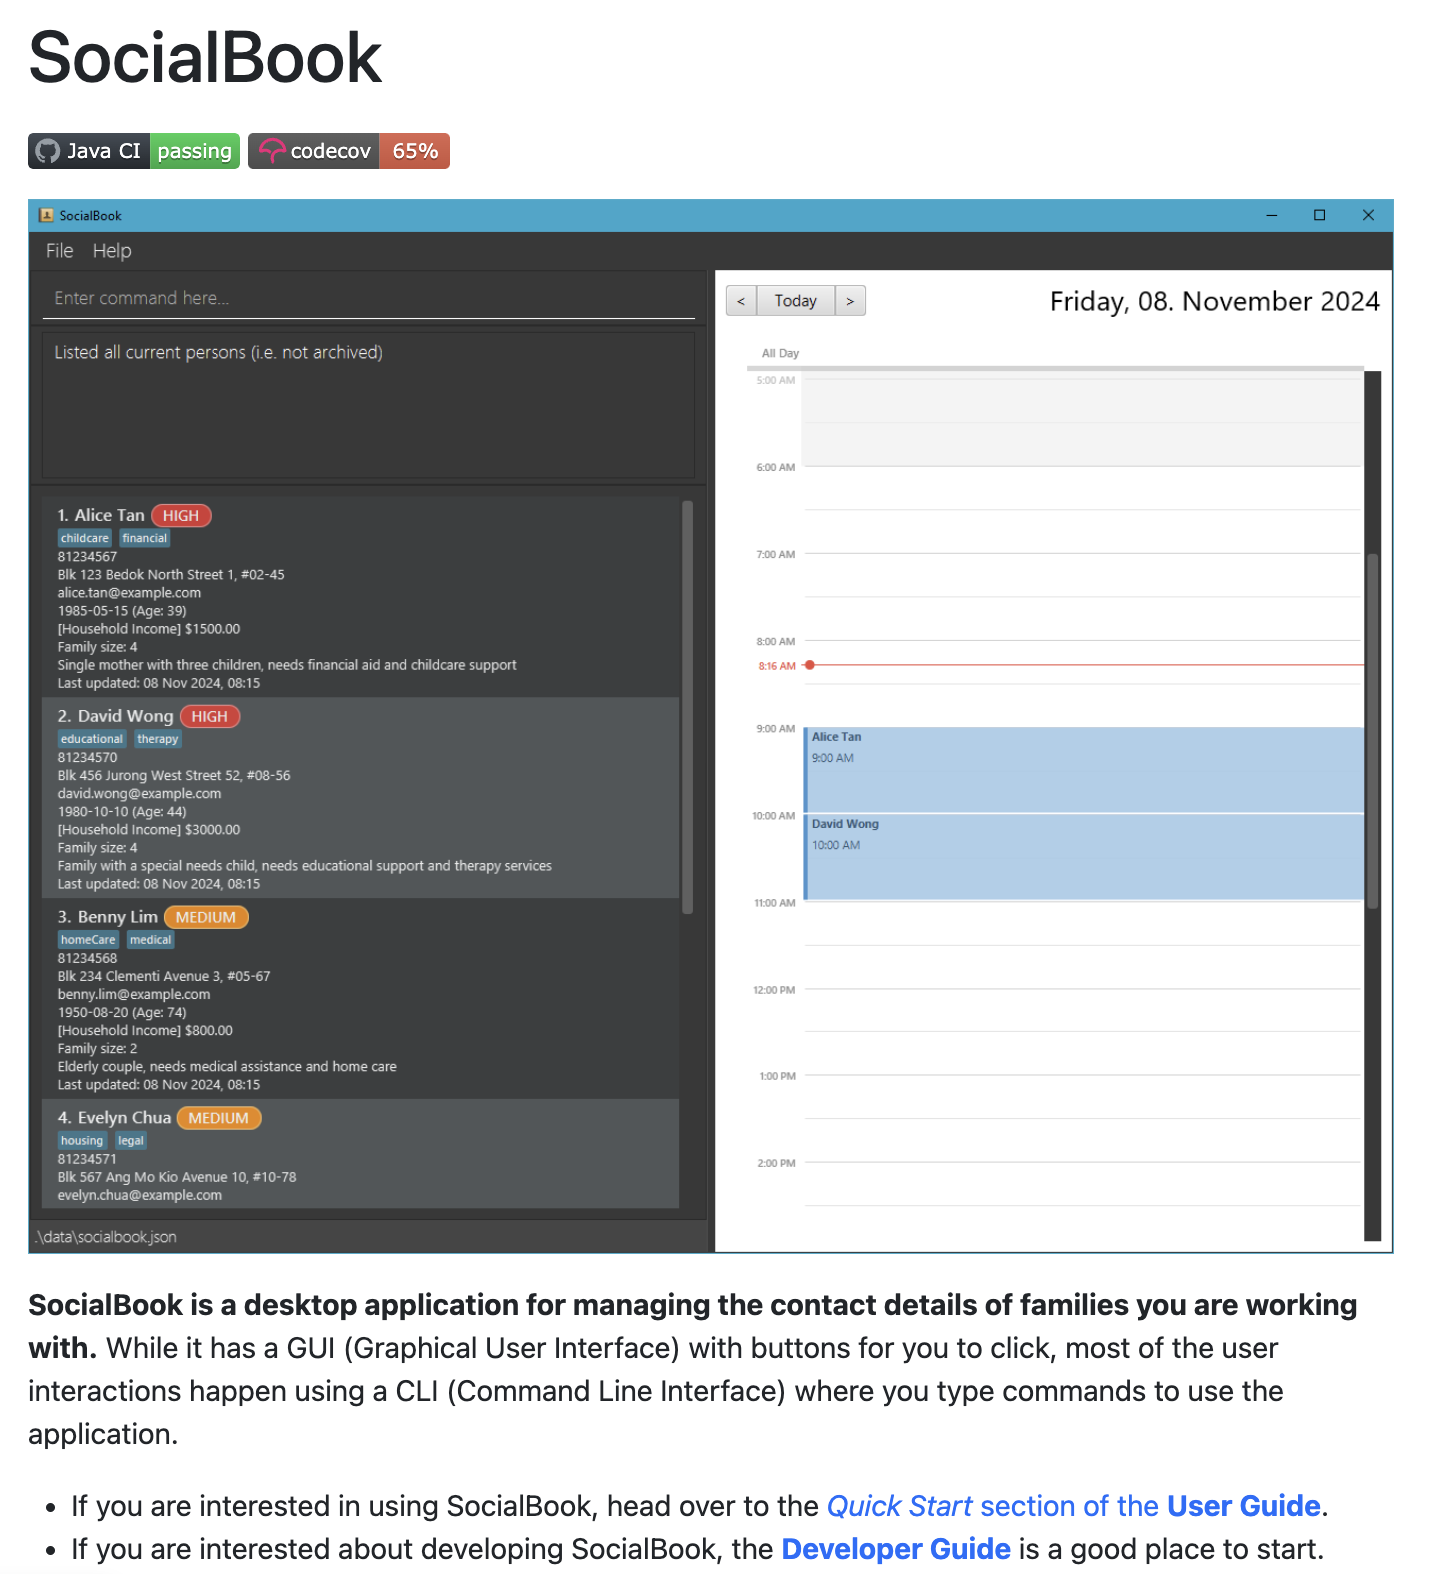 SocialBook
Java CI passing codecov 65%
SocialBook
File Help
Enter command here...
Listed all current persons (i.e. not archived)
1. Alice Tan HIGH
childcare financial
81234567
Blk 123 Bedok North Street 1, #02-45
alice.tan@example.com
1985-05-15 (Age: 39)
[Household Income] $1500.00
Family size: 4
Single mother with three children, needs financial aid and childcare support
Last updated: 08 Nov 2024, 08:15
2. David Wong HIGH
educational therapy
81234570
Blk 456 Jurong West Street 52, #08-56
david.wong@example.com
1980-10-10 (Age: 44)
[Household Income] $3000.00
Family size: 4
Family with a special needs child, needs educational support and therapy services
Last updated: 08 Nov 2024, 08:15
3. Benny Lim MEDIUM
homeCare medical
81234568
Blk 234 Clementi Avenue 3, #05-67
benny.lim@example.com
1950-08-20 (Age: 74)
[Household Income] $800.00
Family size: 2
Elderly couple, needs medical assistance and home care
Last updated: 08 Nov 2024, 08:15
4. Evelyn Chua MEDIUM
housing legal
81234571
Blk 567 Ang Mo Kio Avenue 10, #10-78
evelyn.chua@example.com
.\data\socialbook.json
< Today > Friday, 08. November 2024
All Day
5:00 AM
6:00 AM
7:00 AM
8:00 AM
8:16 AM
9:00 AM
Alice Tan
9:00 AM
10:00 AM
David Wong
10:00 AM
11:00 AM
12:00 PM
1:00 PM
2:00 PM
SocialBook is a desktop application for managing the contact details of families you are working
with. While it has a GUI (Graphical User Interface) with buttons for you to click, most of the user
interactions happen using a CLI (Command Line Interface) where you type commands to use the
application.
• If you are interested in using SocialBook, head over to the Quick Start section of the User Guide.
• If you are interested about developing SocialBook, the Developer Guide is a good place to start.